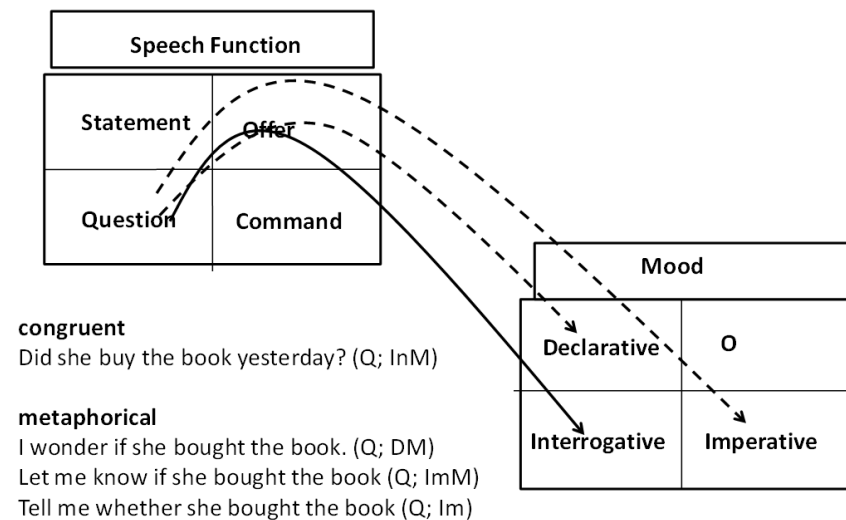 Speech Function
Statement
Offer
Question
Command
Mood
Declarative
O
Interrogative
Imperative
congruent
Did she buy the book yesterday? (Q; InM)
metaphorical
I wonder if she bought the book. (Q; DM)
Let me know if she bought the book (Q; ImM)
Tell me whether she bought the book (Q; Im)